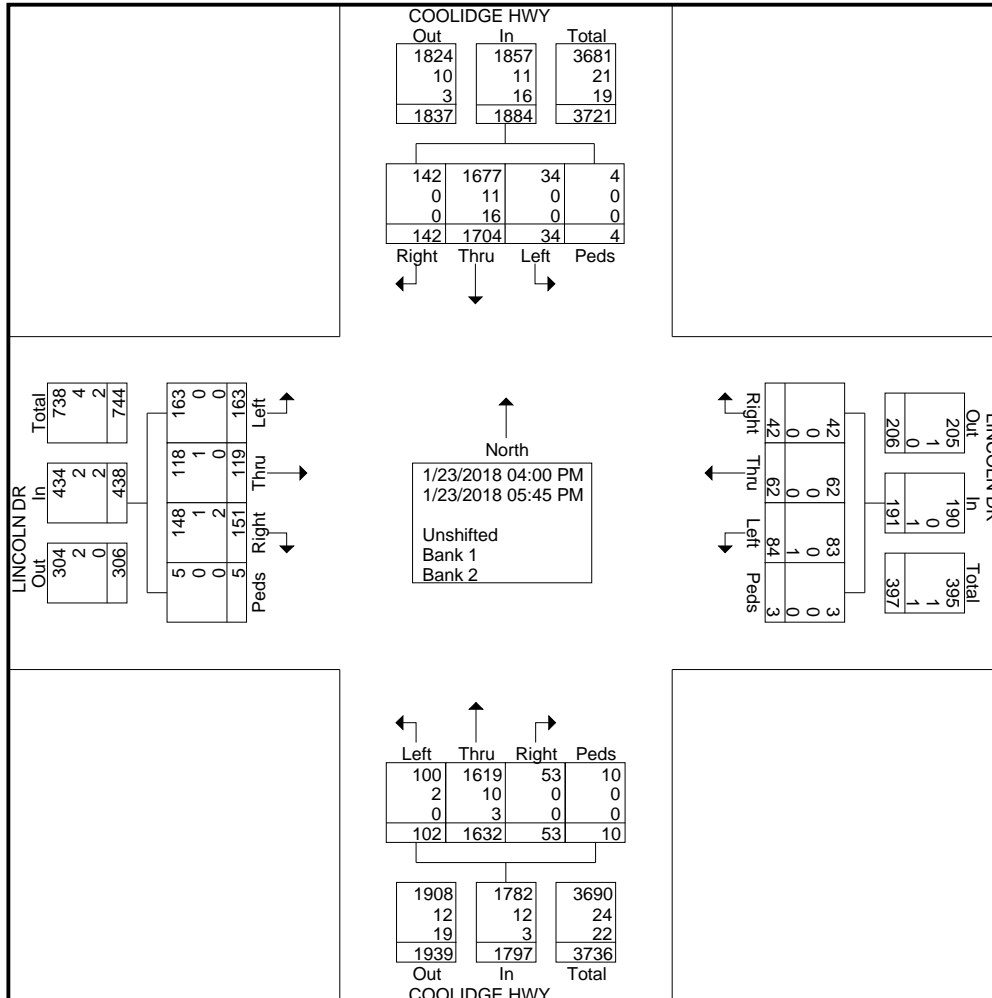 COOLIDGE HWY
Out In Total
1824 1857 3681
10 11 21
3 16 19
1837 1884 3721
142 1677 34 4
0 11 0 0
0 16 0 0
142 1704 34 4
Right Thru Left Peds
LINCOLN DR
Total In Out
738 434 304
4 2 2
2 2 0
744 438 306
163 118 148 5
0 1 1 0
0 0 2 0
163 119 151 5
Left Thru Right Peds
North
1/23/2018 04:00 PM
1/23/2018 05:45 PM
Unshifted
Bank 1
Bank 2
Right Thru Left Peds
42 62 84 3
0 0 1 0
0 0 0 0
42 62 83 3
LINCOLN DR
Out In Total
205 190 395
1 0 1
0 1 1
206 191 397
Left Thru Right Peds
100 1619 53 10
2 10 0 0
0 3 0 0
102 1632 53 10
1908 1782 3690
12 12 24
19 3 22
1939 1797 3736
Out In Total
COOLIDGE HWY